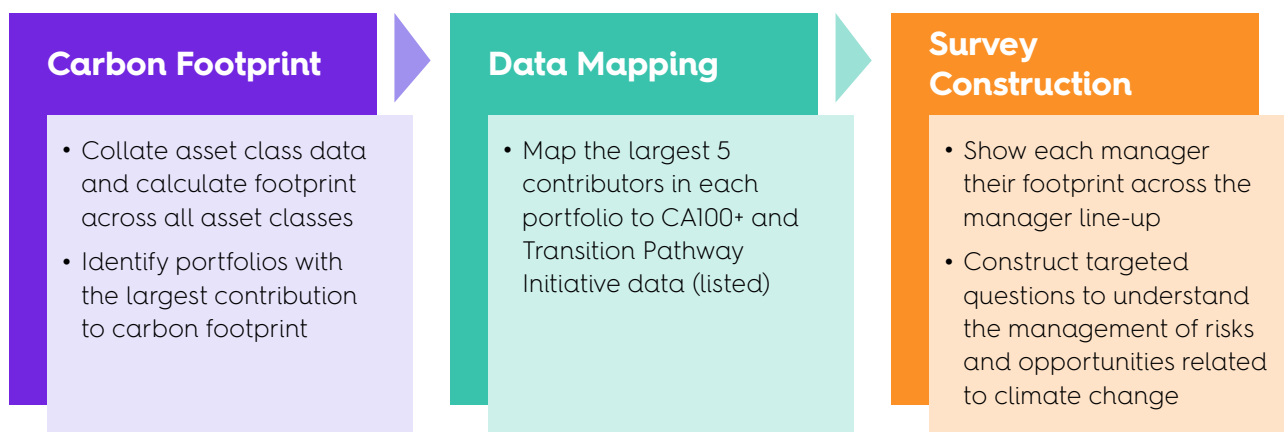 Carbon Footprint
• Collate asset class data
and calculate footprint
across all asset classes
• Identify portfolios with
the largest contribution
to carbon footprint
Data Mapping
• Map the largest 5
contributors in each
portfolio to CA100+ and
Transition Pathway
Initiative data (listed)
Survey
Construction
• Show each manager
their footprint across the
manager line-up
• Construct targeted
questions to understand
the management of risks
and opportunities related
to climate change